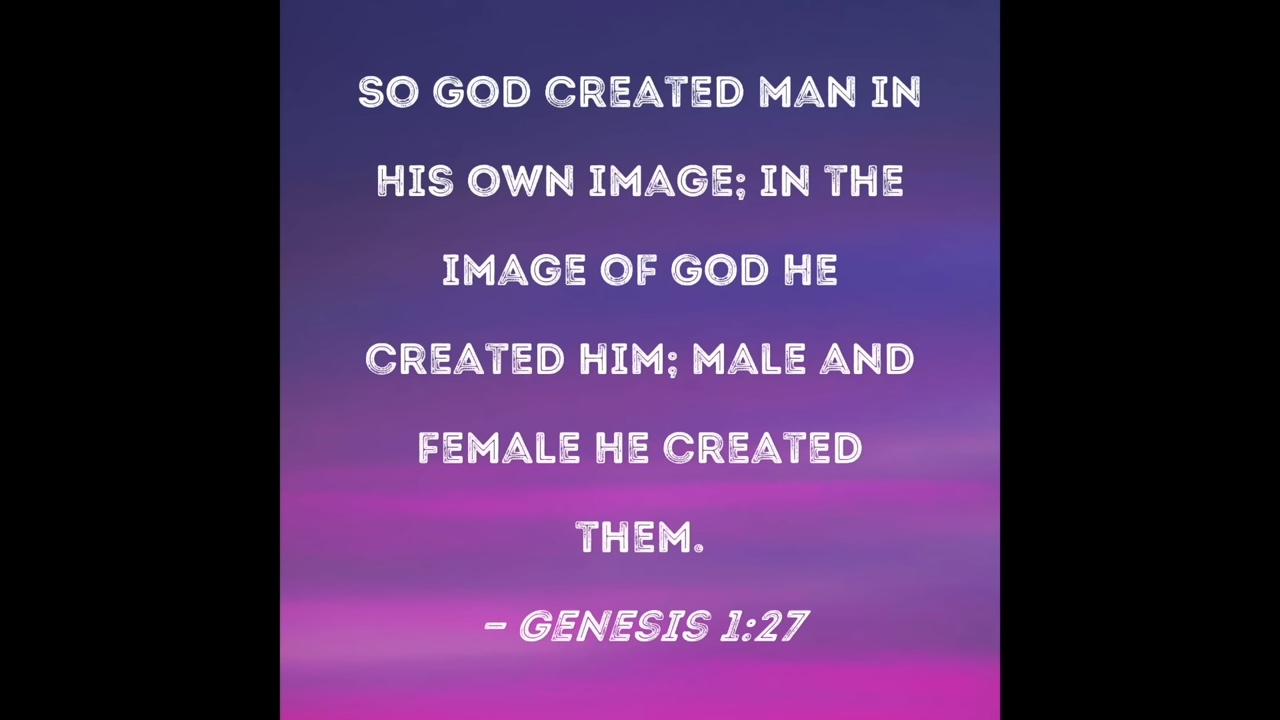 SO GOD CREATED MAN IN
HIS OWN IMAGE; IN THE
IMAGE OF GOD HE
CREATED HIM; MALE AND
FEMALE HE CREATED
THEM.
– GENESIS 1:27